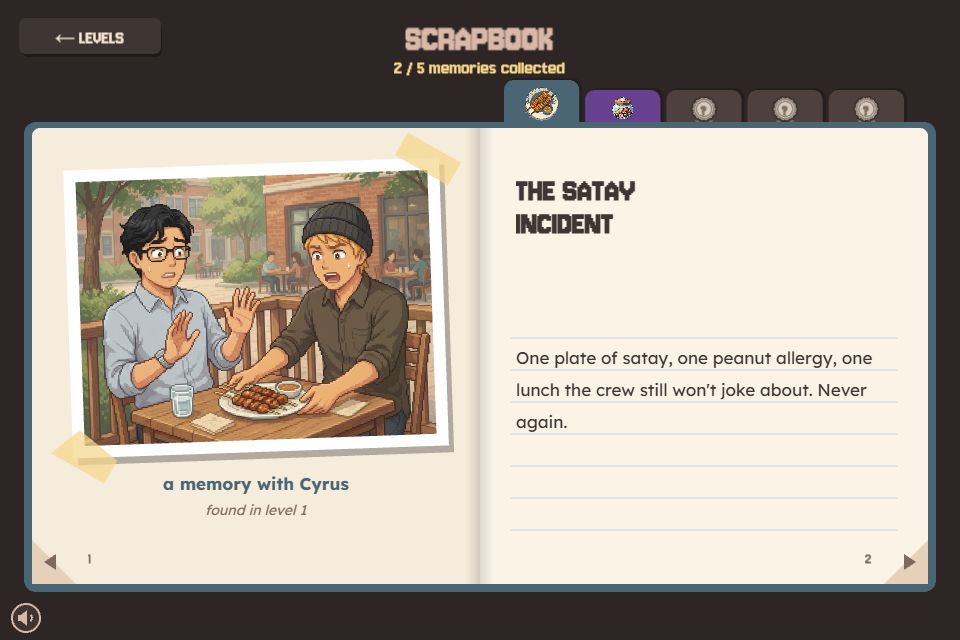 ← LEVELS
SCRAPBOOK
2 / 5 memories collected
?
?
?
THE SATAY
INCIDENT
One plate of satay, one peanut allergy, one
lunch the crew still won't joke about. Never
again.
a memory with Cyrus
found in level 1
1
2